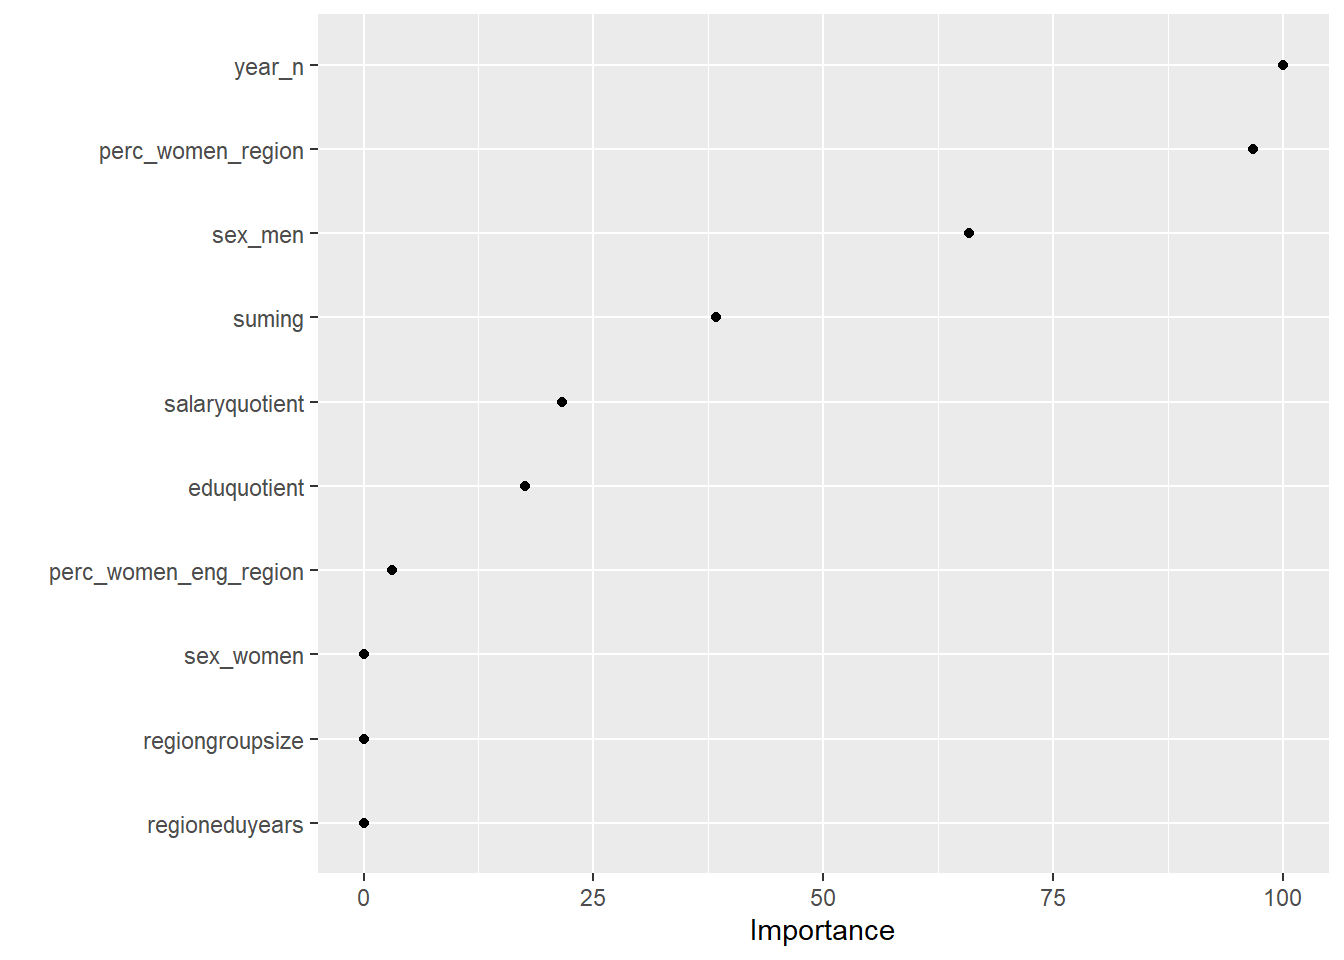 year_n
perc_women_region
sex_men
suming
salaryquotient
eduquotient
perc_women_eng_region
sex_women
regiongroupsize
regioneduyears
0 25 50 75 100
Importance